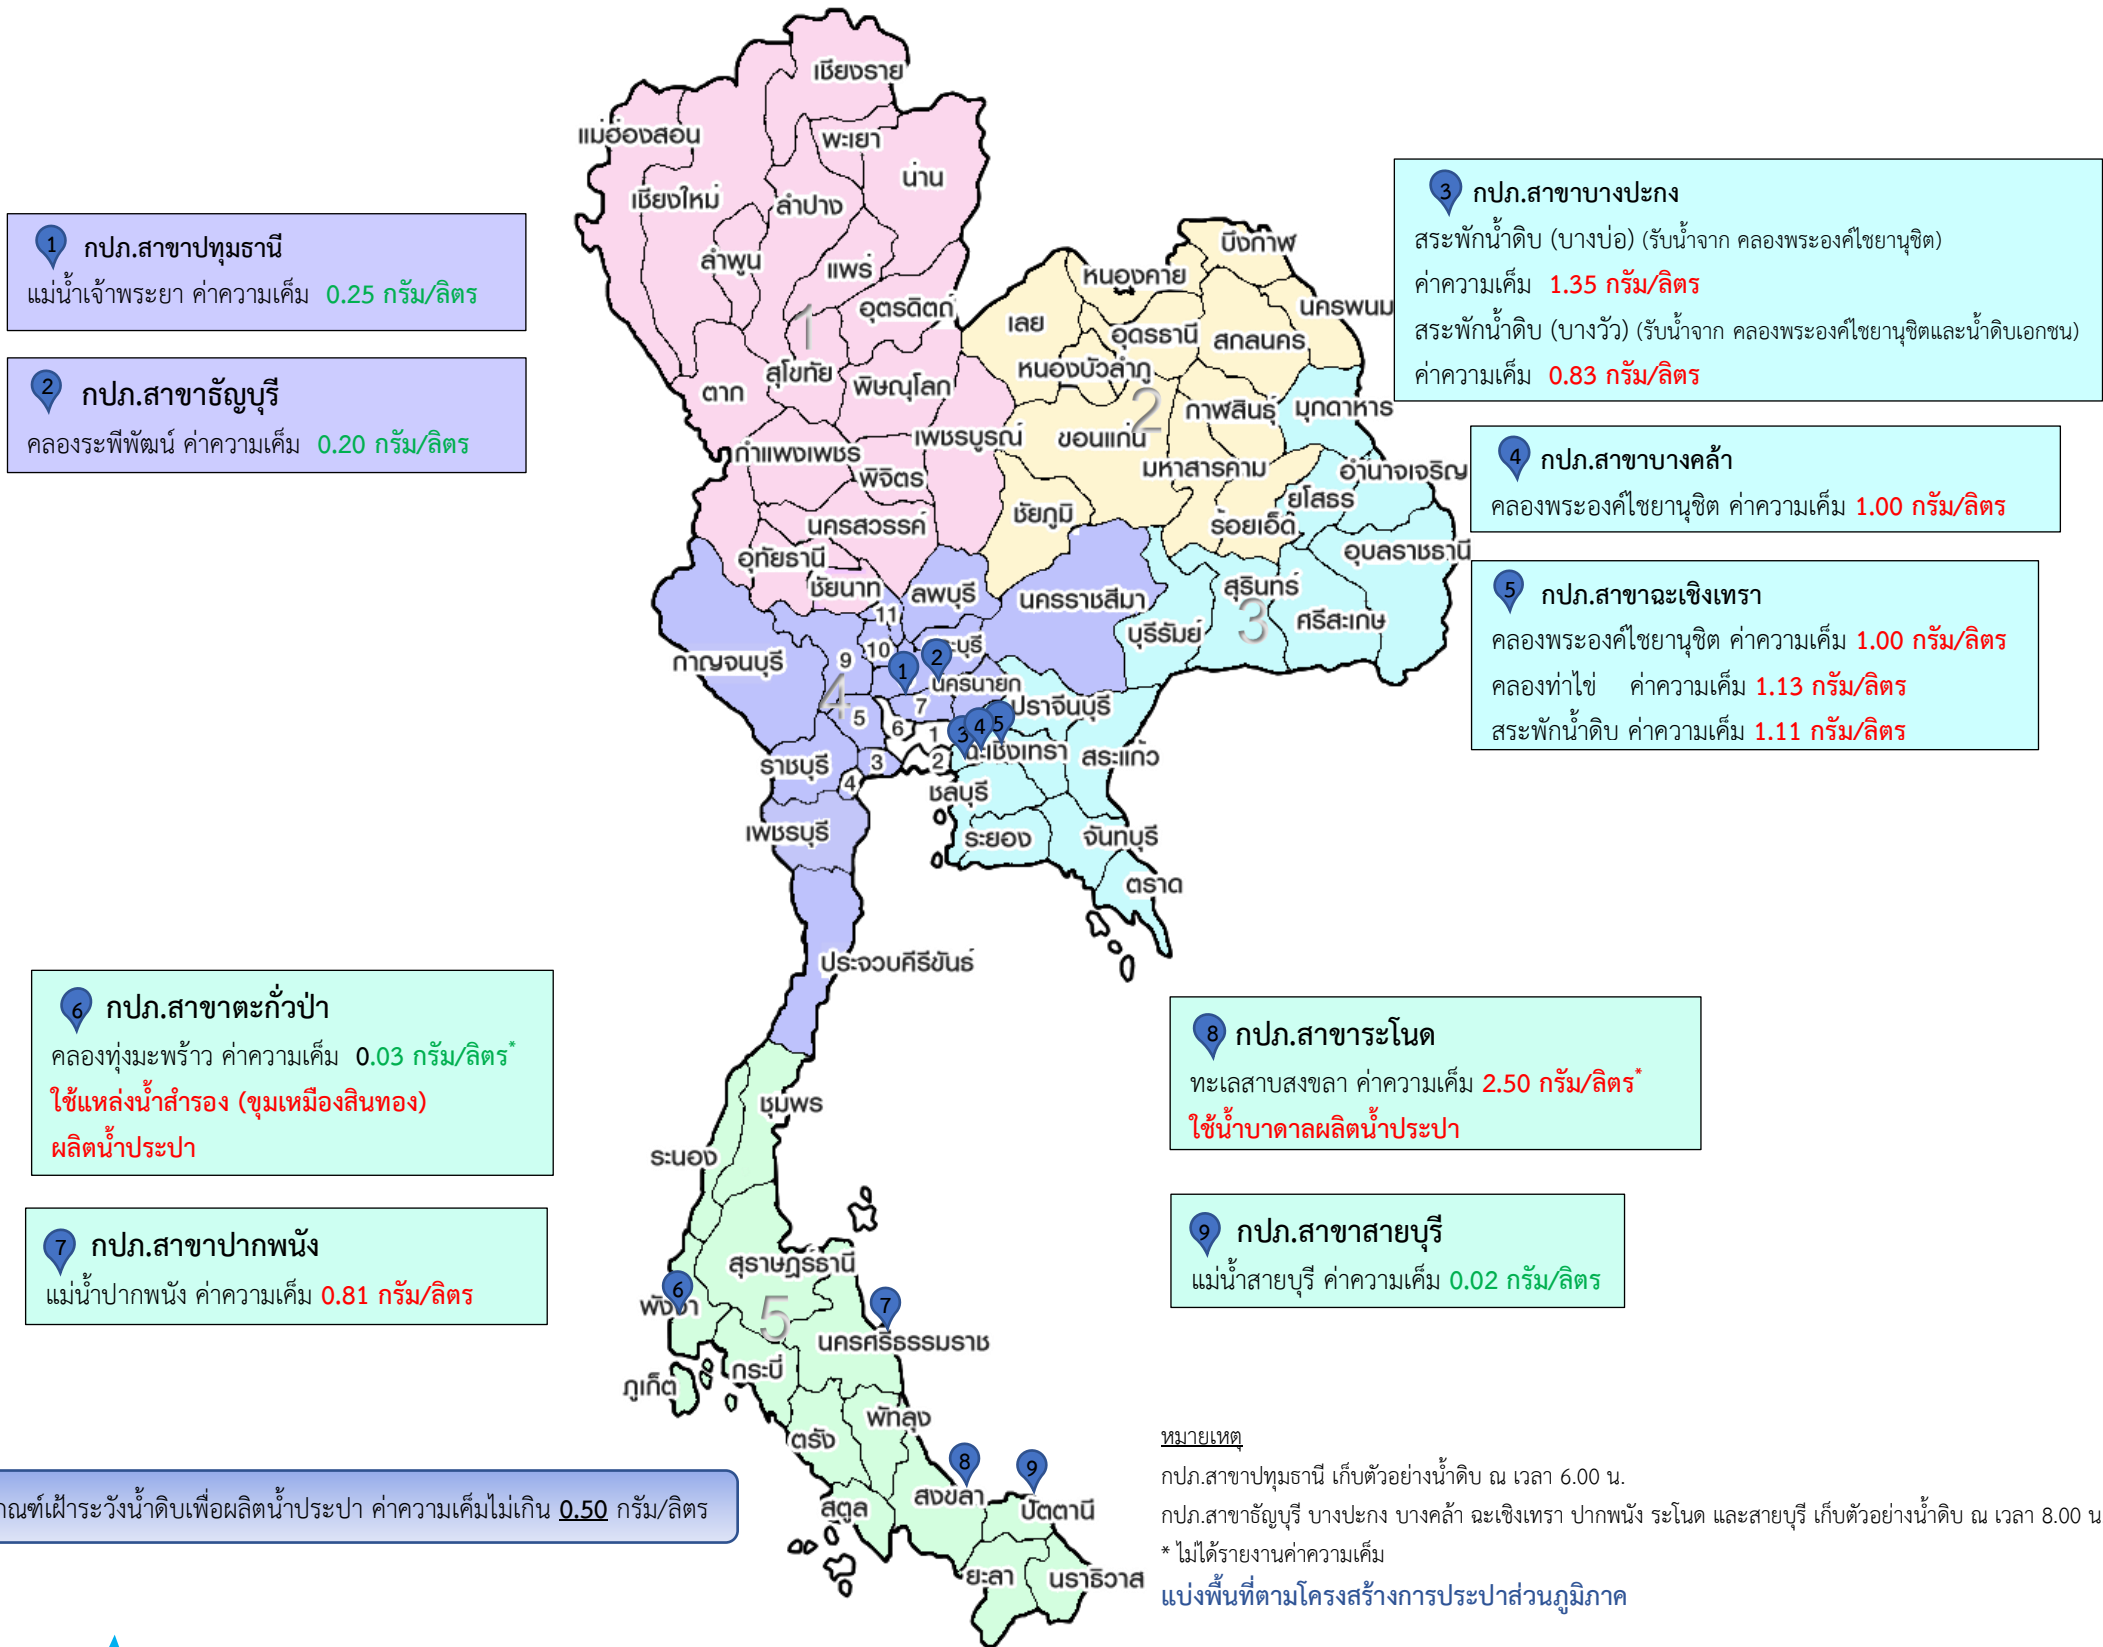 1 กปภ.สาขาปทุมธานี
แม่น้ำเจ้าพระยา ค่าความเค็ม 0.25 กรัม/ลิตร
2 กปภ.สาขาธัญบุรี
คลองระพีพัฒน์ ค่าความเค็ม 0.20 กรัม/ลิตร
3 กปภ.สาขาบางปะกง
สระพักน้ำดิบ (บางบ่อ) (รับน้ำจาก คลองพระองค์ไชยานุชิต)
ค่าความเค็ม 1.35 กรัม/ลิตร
สระพักน้ำดิบ (บางวัว) (รับน้ำจาก คลองพระองค์ไชยานุชิตและน้ำดิบเอกชน)
ค่าความเค็ม 0.83 กรัม/ลิตร
4 กปภ.สาขาบางคล้า
คลองพระองค์ไชยานุชิต ค่าความเค็ม 1.00 กรัม/ลิตร
5 กปภ.สาขาฉะเชิงเทรา
คลองพระองค์ไชยานุชิต ค่าความเค็ม 1.00 กรัม/ลิตร
คลองท่าไข่ ค่าความเค็ม 1.13 กรัม/ลิตร
สระพักน้ำดิบ ค่าความเค็ม 1.11 กรัม/ลิตร
เชียงราย
แม่ฮ่องสอน
พะเยา
น่าน
เชียงใหม่
ลำปาง
ลำพูน
แพร่
อุตรดิตถ์
1
สุโขทัย
ตาก
พิษณุโลก
เพชรบูรณ์
กำแพงเพชร
พิจิตร
นครสวรรค์
อุทัยธานี
ชัยนาท
บึงกาฬ
หนองคาย
นครพนม
เลย
อุดรธานี
สกลนคร
หนองบัวลำภู
2
กาฬสินธุ์
มุกดาหาร
ขอนแก่น
มหาสารคาม
อำนาจเจริญ
ยโสธร
ชัยภูมิ
ร้อยเอ็ด
อุบลราชธานี
สุรินทร์
3
ศรีสะเกษ
บุรีรัมย์
นครราชสีมา
ลพบุรี
11
10
ะบุรี
9
1
2
กาญจนบุรี
4
นครนายก
7
5
6
ปราจีนบุรี
1
3
4
5
2
ฉะเชิงเทรา
สระแก้ว
3
4
ราชบุรี
ชลบุรี
เพชรบุรี
ระยอง
จันทบุรี
ตราด
ประจวบคีรีขันธ์
6 กปภ.สาขาตะกั่วป่า
คลองทุ่งมะพร้าว ค่าความเค็ม 0.03 กรัม/ลิตร*
ใช้แหล่งน้ำสำรอง (ขุมเหมืองสินทอง)
ผลิตน้ำประปา
7 กปภ.สาขาปากพนัง
แม่น้ำปากพนัง ค่าความเค็ม 0.81 กรัม/ลิตร
8 กปภ.สาขาระโนด
ทะเลสาบสงขลา ค่าความเค็ม 2.50 กรัม/ลิตร*
ใช้น้ำบาดาลผลิตน้ำประปา
9 กปภ.สาขาสายบุรี
แม่น้ำสายบุรี ค่าความเค็ม 0.02 กรัม/ลิตร
ชุมพร
ระนอง
สุราษฎร์ธานี
6
พังงา
5
7
นครศรีธรรมราช
กระบี่
ภูเก็ต
พัทลุง
ตรัง
8
9
สงขลา
ปัตตานี
สตูล
ยะลา
นราธิวาส
ณฑ์เฝ้าระวังน้ำดิบเพื่อผลิตน้ำประปา ค่าความเค็มไม่เกิน 0.50 กรัม/ลิตร
หมายเหตุ
กปภ.สาขาปทุมธานี เก็บตัวอย่างน้ำดิบ ณ เวลา 6.00 น.
กปภ.สาขาธัญบุรี บางปะกง บางคล้า ฉะเชิงเทรา ปากพนัง ระโนด และสายบุรี เก็บตัวอย่างน้ำดิบ ณ เวลา 8.00 น
* ไม่ได้รายงานค่าความเค็ม
แบ่งพื้นที่ตามโครงสร้างการประปาส่วนภูมิภาค